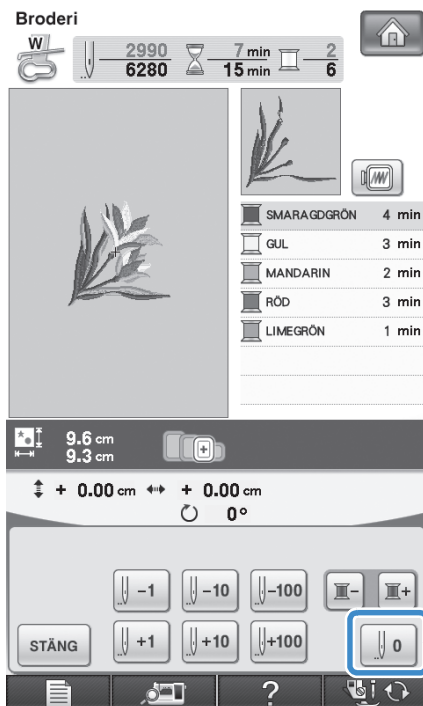 Broderi
W
2990 7 min 2
6280 15 min 6
SMARAGDGRÖN 4 min
GUL 3 min
MANDARIN 2 min
RÖD 3 min
LIMEGRÖN 1 min
9.6 cm
9.3 cm
+ 0.00 cm + 0.00 cm
0°
-1 -10 -100 - +
STÄNG +1 +10 +100 0
?